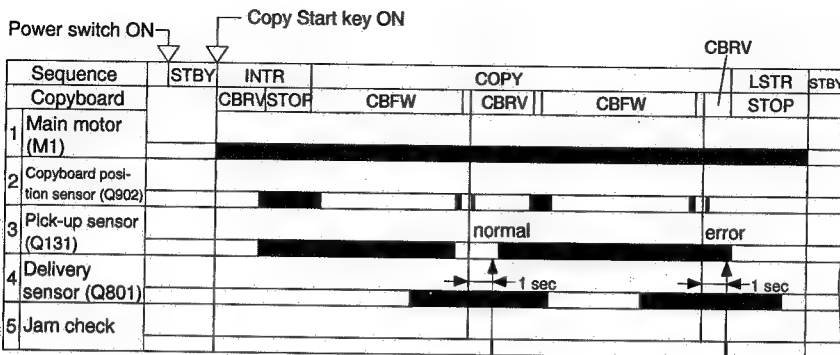 Copy Start key ON
Power switch ON
CBRV
Sequence STBY INTR COPY LSTR STBY
Copyboard CBRV STOP CBFW CBRV CBFW STOP
1 Main motor
(M1)
2 Copyboard posi-
tion sensor (Q902)
3 Pick-up sensor normal error
(Q131)
4 Delivery 1 sec 1 sec
sensor (Q801)
5 Jam check